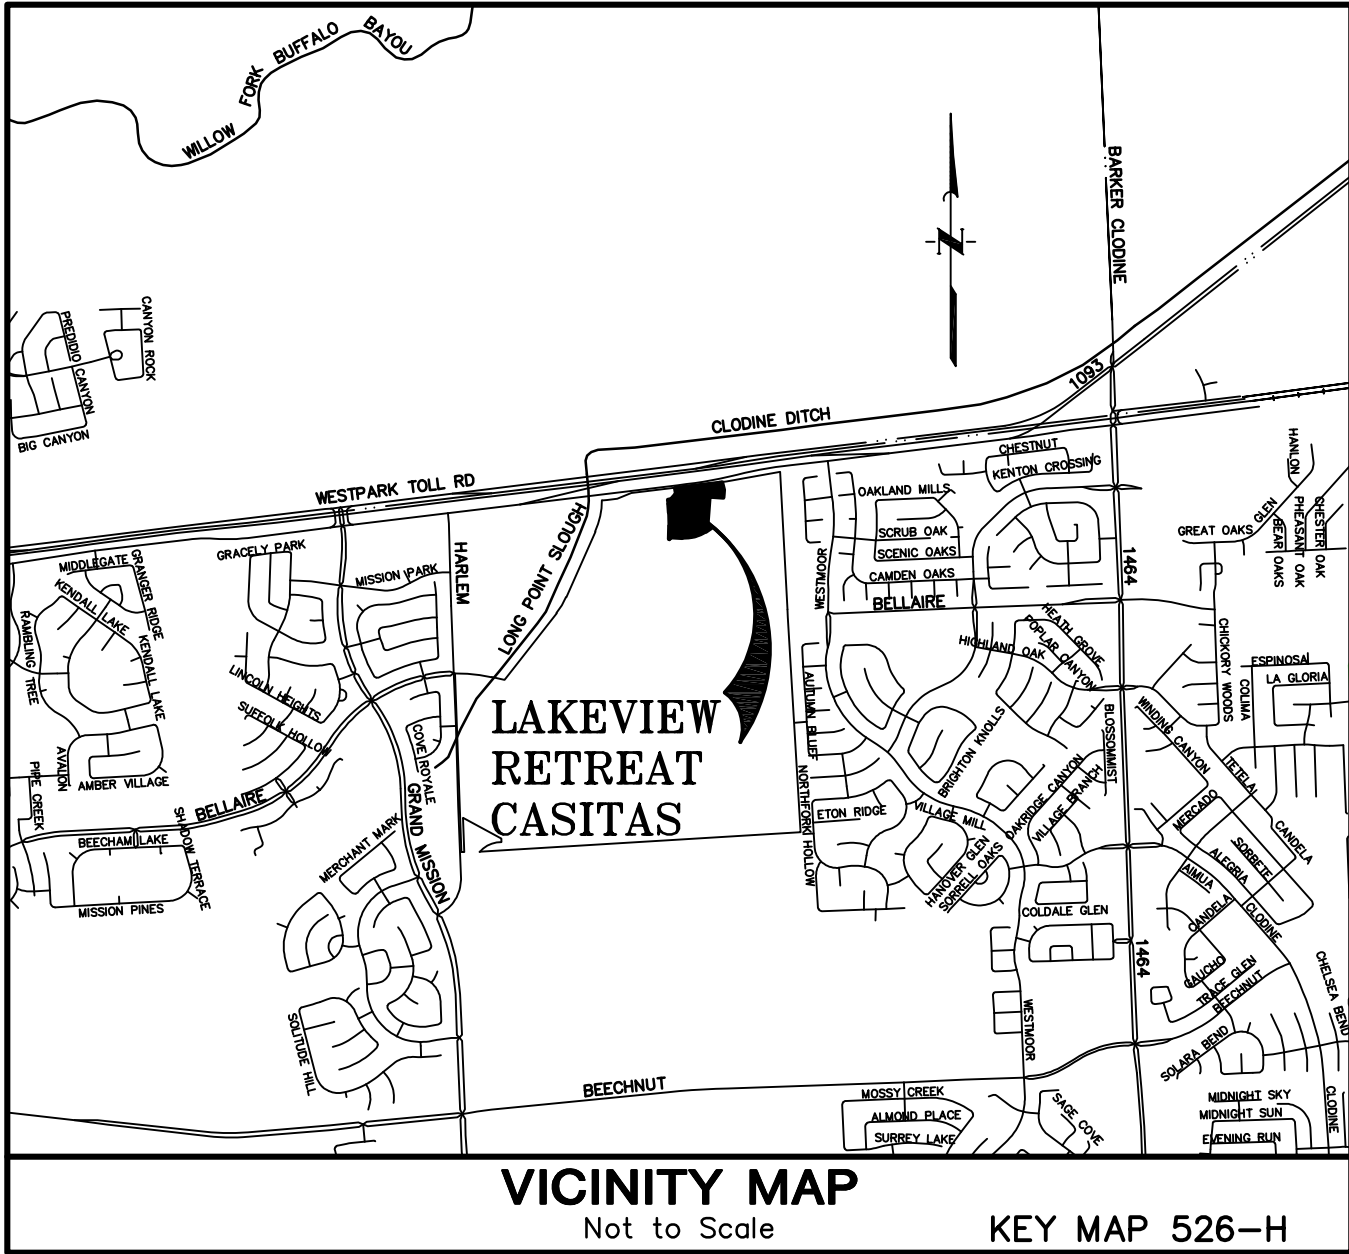 WILLOW FORK BUFFALO BAYOU
BARKER CLODINE
N
CANYON ROCK
PREDIDIO CANYON
BIG CANYON
1093
CLODINE DITCH
WESTPARK TOLL RD
CHESTNUT
KENTON CROSSING
OAKLAND MILLS
SCRUB OAK
SCENIC OAKS
CAMDEN OAKS
BELLAIRE
WESTMOOR
HANLON
GLEN
GREAT OAKS
BEAR OAKS
PHEASANT OAK
CHESTER OAK
1464
GRACELY PARK
MISSION PARK
HARLEM
LONG POINT SLOUGH
MIDDLEGATE
GRANGER RIDGE
KENDALL LAKE
KENDALL LAKE
RAMBLING TREE
LINCOLN HEIGHTS
SUFFOLK HOLLOW
AVALON
AMBER VILLAGE
PIPE CREEK
BELLAIRE
BEECHAM LAKE
SHADOW TERRACE
MISSION PINES
COVE ROYALE
GRAND MISSION
MERCHANT MARK
SOLITUDE HILL
LAKEVIEW
RETREAT
CASITAS
HEATH GROVE
POPLAR CANYON
HIGHLAND OAK
CHICKORY WOODS
COLIMA
ESPINOSA
LA GLORIA
AUTUMN BLUFF
NORTHFORK HOLLOW
BRIGHTON KNOLLS
BLOSSOMMIST
WINDING CANYON
TETELA
CANDELA
ETON RIDGE
VILLAGE MILL
OAKRIDGE CANYON
VILLAGE BRANCH
HANOVER GLEN
SORRELL OAKS
MERCADO
SORBETE
ALEGRIA
AIMUA
CANDELA
CLODINE
COLDALE GLEN
1464
GAUCHO
TRACE GLEN
BEECHNUT
CHELSEA BEND
SOLARA BEND
WESTMOOR
BEECHNUT
MOSSY CREEK
ALMOND PLACE
SURREY LAKE
SAGE COVE
MIDNIGHT SKY
MIDNIGHT SUN
EVENING RUN
CLODINE
VICINITY MAP
Not to Scale
KEY MAP 526-H